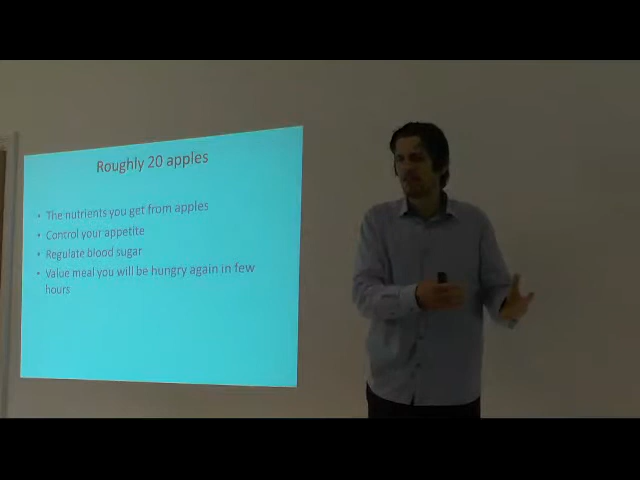 Roughly 20 apples
• The nutrients you get from apples
• Control your appetite
• Regulate blood sugar
• Value meal you will be hungry again in few
hours